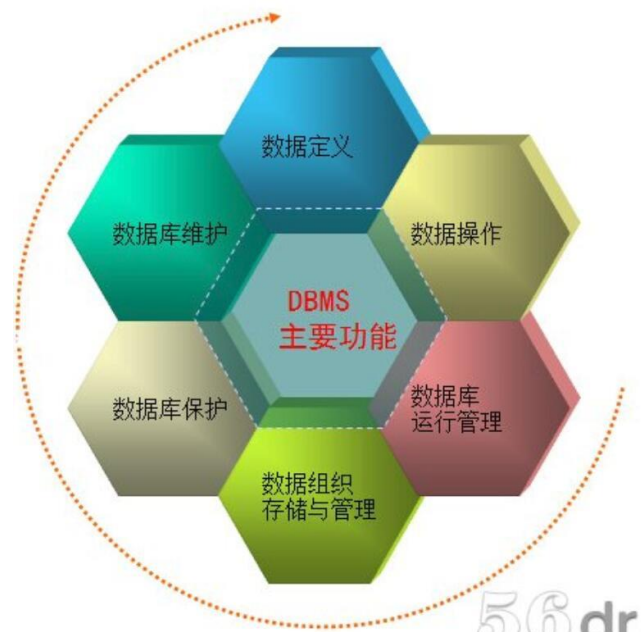 数据定义
数据库维护
数据操作
DBMS
主要功能
数据库保护
数据库
运行管理
数据组织
存储与管理
56dr